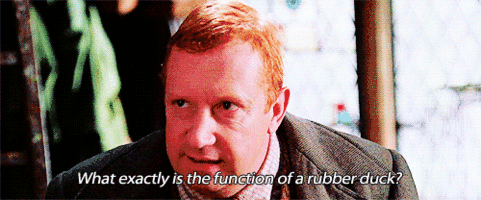 What exactly is the function of a rubber duck?